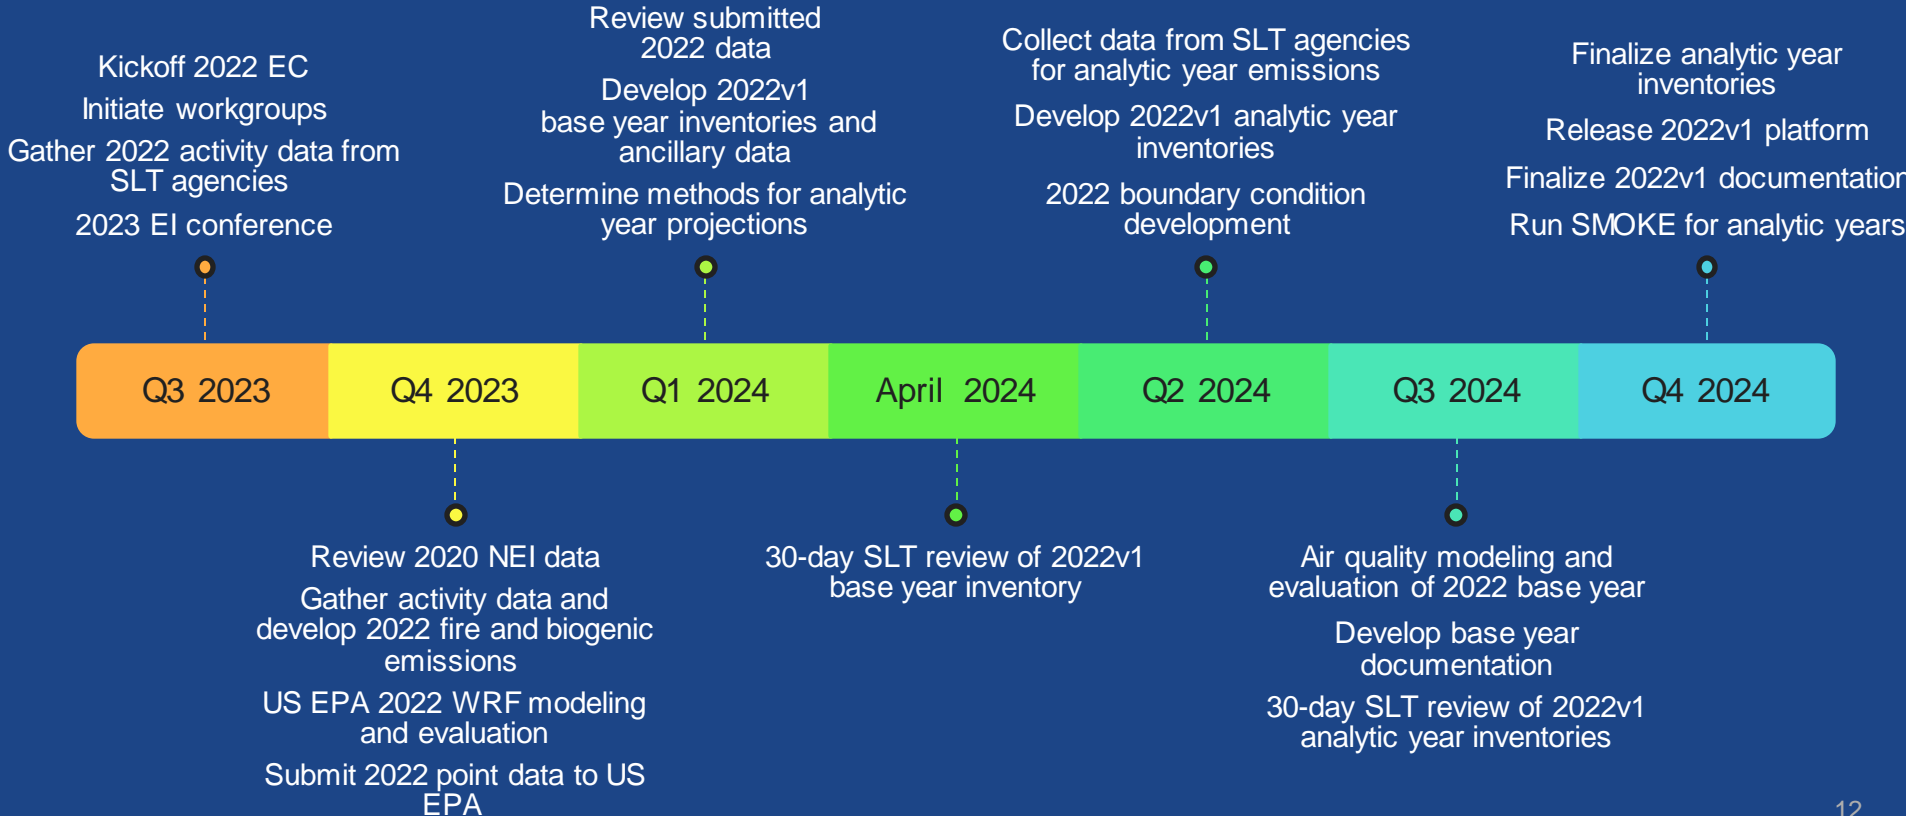 Kickoff 2022 EC
Initiate workgroups
Gather 2022 activity data from
SLT agencies
2023 EI conference
Review submitted
2022 data
Develop 2022v1
base year inventories and
ancillary data
Determine methods for analytic
year projections
Collect data from SLT agencies
for analytic year emissions
Develop 2022v1 analytic year
inventories
2022 boundary condition
development
Finalize analytic year
inventories
Release 2022v1 platform
Finalize 2022v1 documentation
Run SMOKE for analytic years
Q3 2023
Q4 2023
Q1 2024
April 2024
Q2 2024
Q3 2024
Q4 2024
Review 2020 NEI data
Gather activity data and
develop 2022 fire and biogenic
emissions
US EPA 2022 WRF modeling
and evaluation
Submit 2022 point data to US
EPA
30-day SLT review of 2022v1
base year inventory
Air quality modeling and
evaluation of 2022 base year
Develop base year
documentation
30-day SLT review of 2022v1
analytic year inventories
12